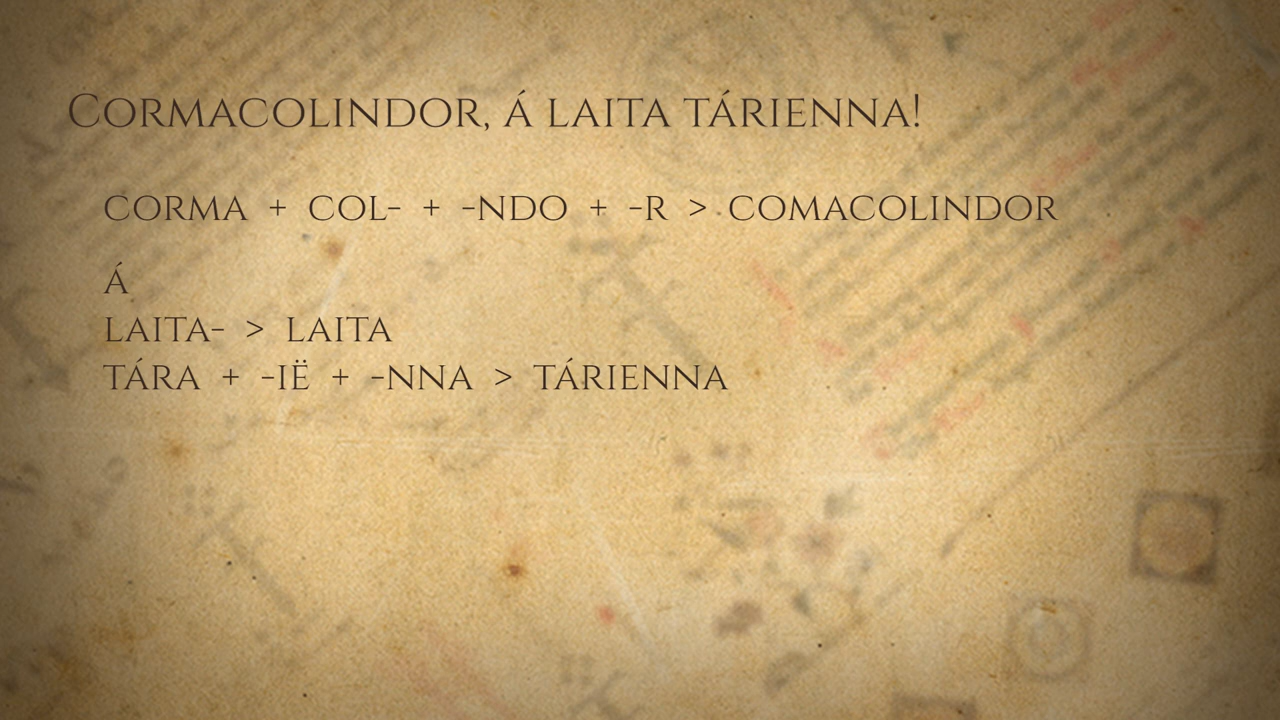 Cormacolindor, á laita tárienna!
corma + col- + -ndo + -r > comacolindor
á
laita- > laita
tára + -ië + -nna > tárienna